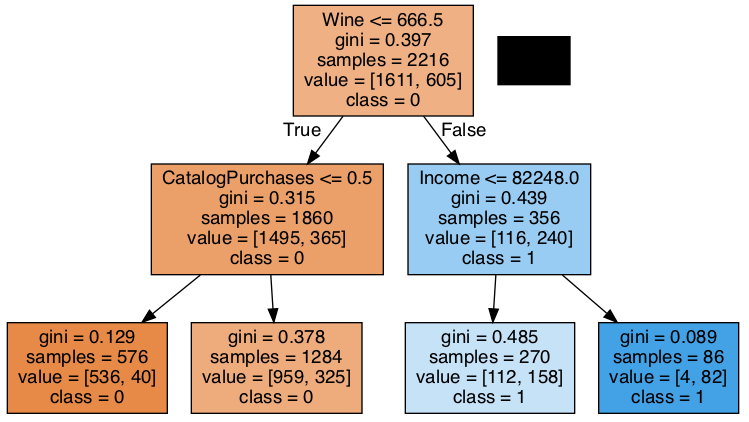 Wine <= 666.5
gini = 0.397
samples = 2216
value = [1611, 605]
class = 0
True
False
CatalogPurchases <= 0.5
gini = 0.315
samples = 1860
value = [1495, 365]
class = 0
Income <= 82248.0
gini = 0.439
samples = 356
value = [116, 240]
class = 1
gini = 0.129
samples = 576
value = [536, 40]
class = 0
gini = 0.378
samples = 1284
value = [959, 325]
class = 0
gini = 0.485
samples = 270
value = [112, 158]
class = 1
gini = 0.089
samples = 86
value = [4, 82]
class = 1